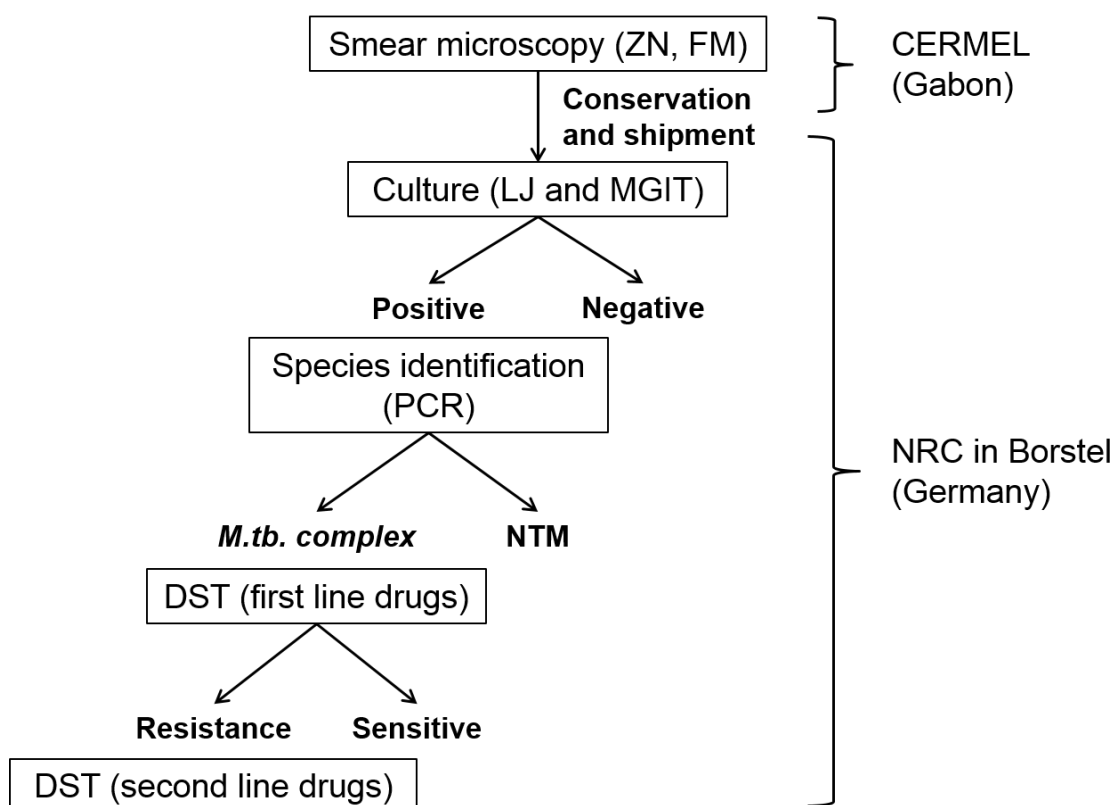 Smear microscopy (ZN, FM)
CERMEL
(Gabon)
Conservation
and shipment
Culture (LJ and MGIT)
Positive
Negative
Species identification
(PCR)
NRC in Borstel
(Germany)
M.tb. complex
NTM
DST (first line drugs)
Resistance
Sensitive
DST (second line drugs)